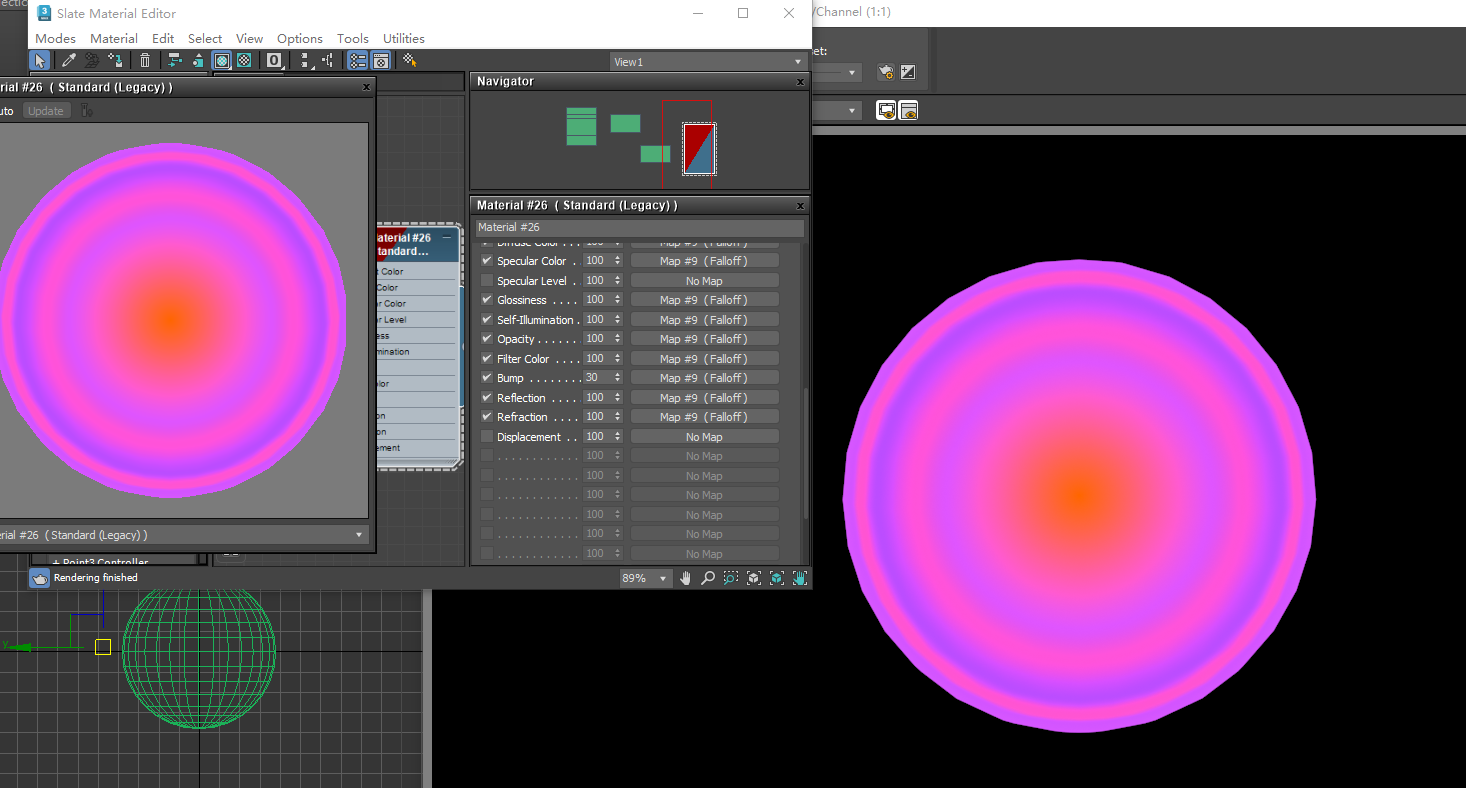 Slate Material Editor
/Channel (1:1)
Modes Material Edit Select View Options Tools Utilities
View1
rial #26 ( Standard (Legacy) )
uto Update
Navigator
aterial #26
tandard...
t Color
Color
ar Color
ar Level
ess
mination
olor
on
on
ement
Material #26 ( Standard (Legacy) )
Material #26
Diffuse Color . . . 100 Map #9 (Falloff)
Specular Color . 100 Map #9 (Falloff)
Specular Level . 100 No Map
Glossiness . . . . 100 Map #9 (Falloff)
Self-Illumination . 100 Map #9 (Falloff)
Opacity . . . . . . 100 Map #9 (Falloff)
Filter Color . . . . 100 Map #9 (Falloff)
Bump . . . . . . . . 30 Map #9 (Falloff)
Reflection . . . . 100 Map #9 (Falloff)
Refraction . . . . 100 Map #9 (Falloff)
Displacement . . 100 No Map
. . . . . . . . . . . . 100 No Map
. . . . . . . . . . . . 100 No Map
. . . . . . . . . . . . 100 No Map
. . . . . . . . . . . . 100 No Map
. . . . . . . . . . . . 100 No Map
. . . . . . . . . . . . 100 No Map
erial #26 ( Standard (Legacy) )
+ Point3 Controller
Rendering finished
89%
et:
y